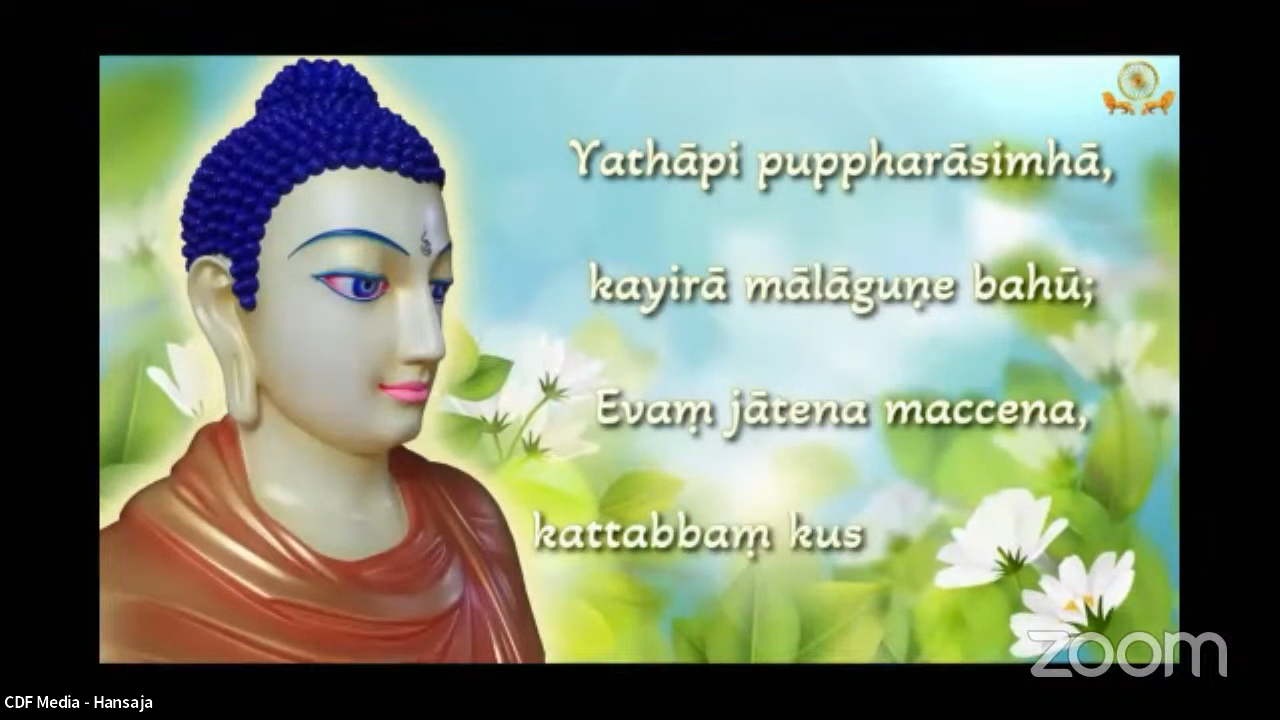 Yathāpi puppharāsimhā,
kayirā mālāguṇe bahū;
Evaṃ jātena maccena,
kattabbaṃ kus
zoom
CDF Media - Hansaja